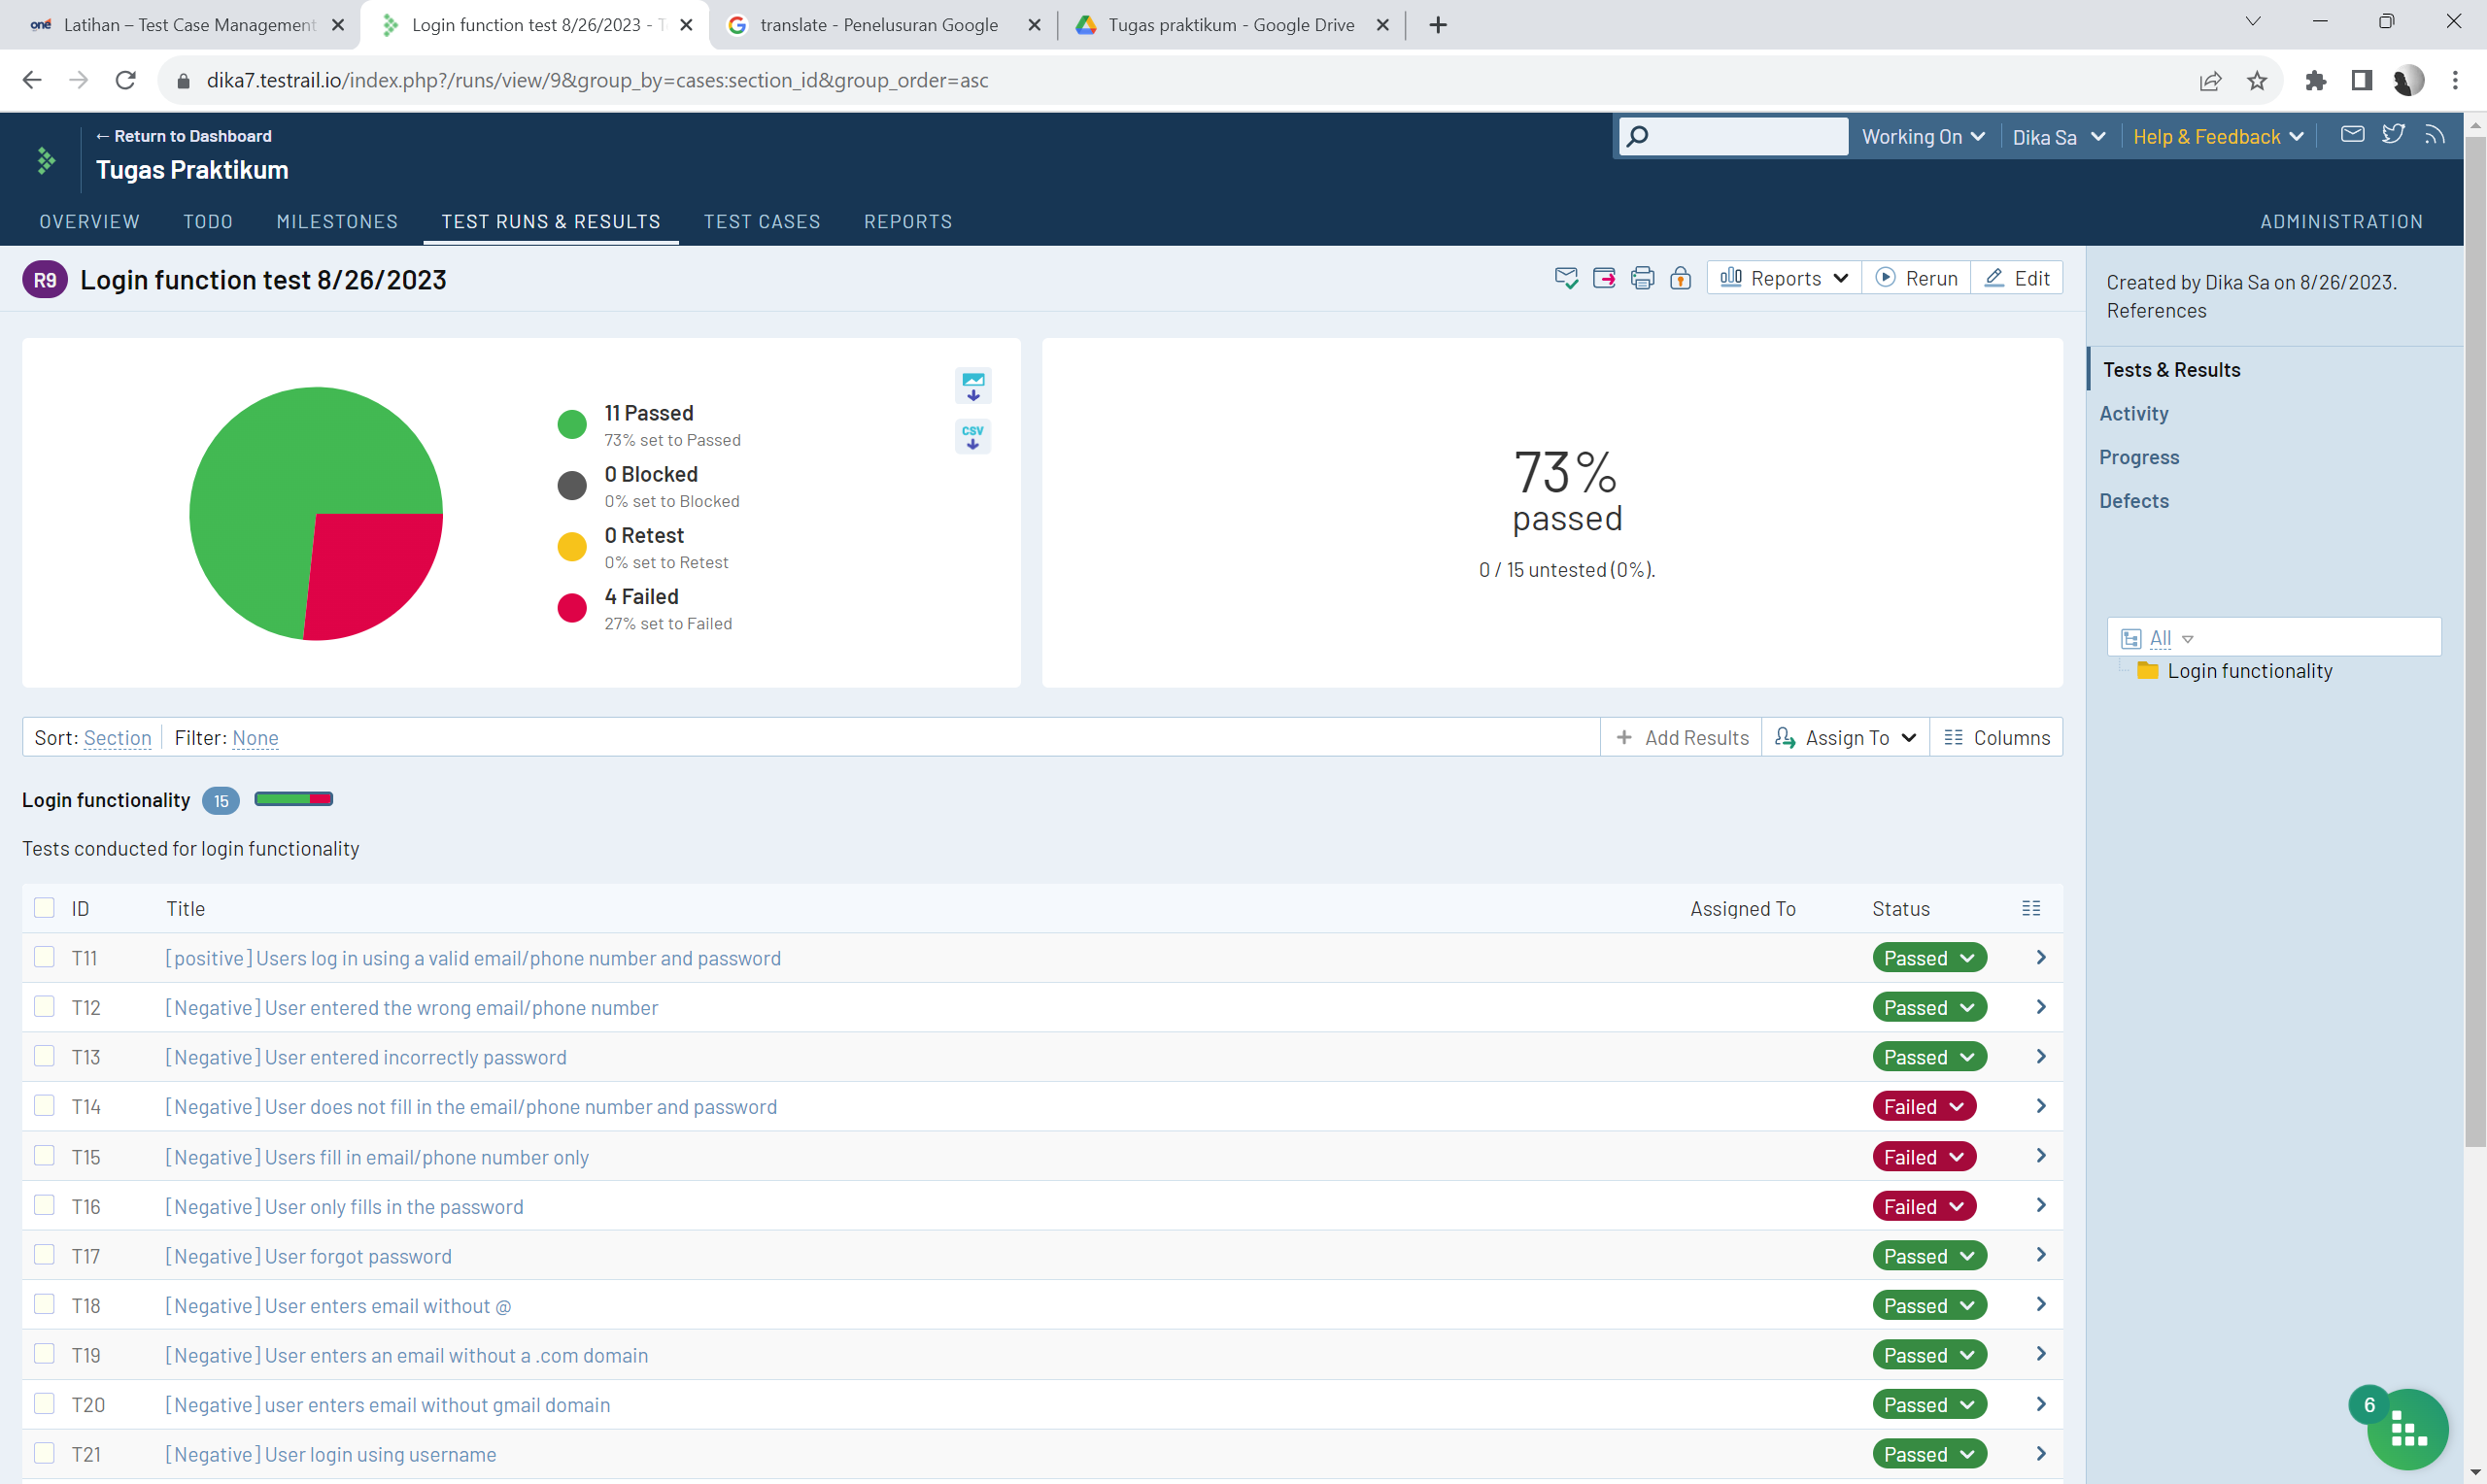 one Latihan – Test Case Management
Login function test 8/26/2023 - T
translate - Penelusuran Google
Tugas praktikum - Google Drive
dika7.testrail.io/index.php?/runs/view/9&group_by=cases:section_id&group_order=asc
← Return to Dashboard
Tugas Praktikum
Working On
Dika Sa
Help & Feedback
OVERVIEW
TODO
MILESTONES
TEST RUNS & RESULTS
TEST CASES
REPORTS
ADMINISTRATION
R9 Login function test 8/26/2023
Reports
Rerun
Edit
11 Passed
73% set to Passed
0 Blocked
0% set to Blocked
0 Retest
0% set to Retest
4 Failed
27% set to Failed
CSV
73%
passed
0 / 15 untested (0%).
Created by Dika Sa on 8/26/2023.
References
Tests & Results
Activity
Progress
Defects
All
Login functionality
Sort: Section
Filter: None
+ Add Results
Assign To
Columns
Login functionality 15
Tests conducted for login functionality
ID Title Assigned To Status
T11 [positive] Users log in using a valid email/phone number and password Passed
T12 [Negative] User entered the wrong email/phone number Passed
T13 [Negative] User entered incorrectly password Passed
T14 [Negative] User does not fill in the email/phone number and password Failed
T15 [Negative] Users fill in email/phone number only Failed
T16 [Negative] User only fills in the password Failed
T17 [Negative] User forgot password Passed
T18 [Negative] User enters email without @ Passed
T19 [Negative] User enters an email without a .com domain Passed
T20 [Negative] user enters email without gmail domain Passed
T21 [Negative] User login using username Passed
6